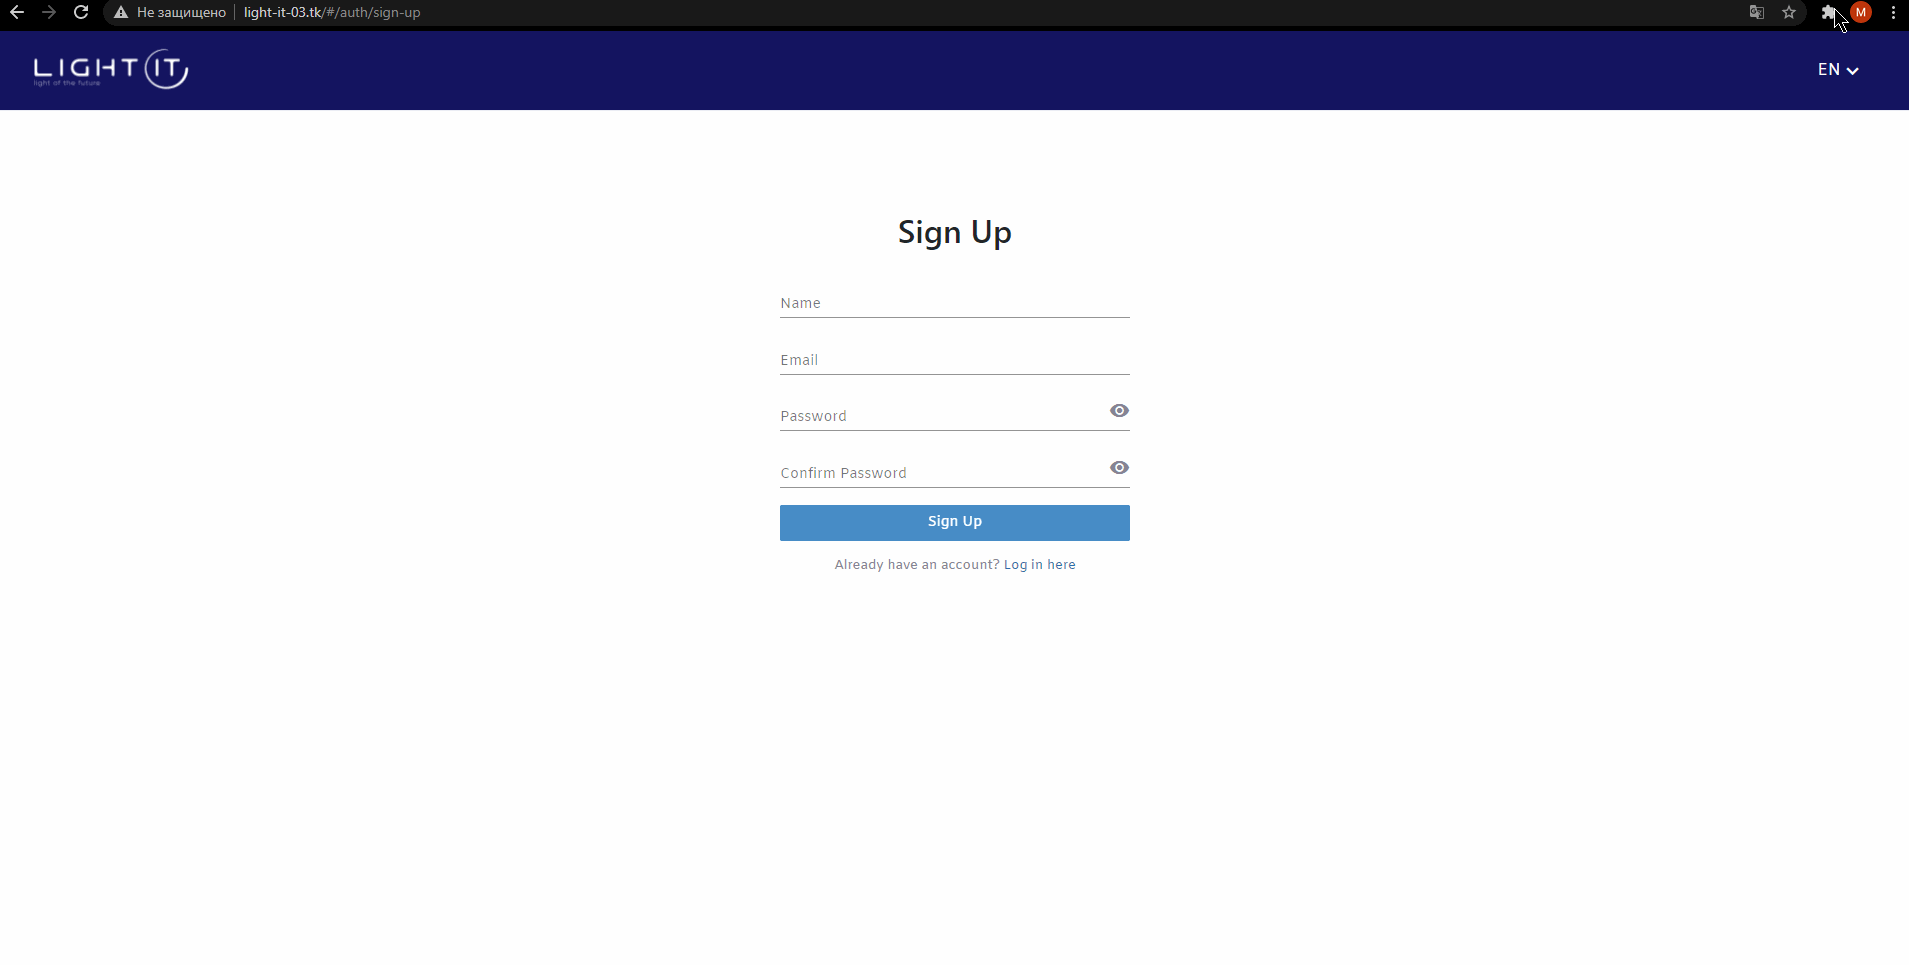 Не защищено light-it-03.tk/#/auth/sign-up
M
LIGHT IT
light of the future
EN
Sign Up
Name
Email
Password
Confirm Password
Sign Up
Already have an account? Log in here